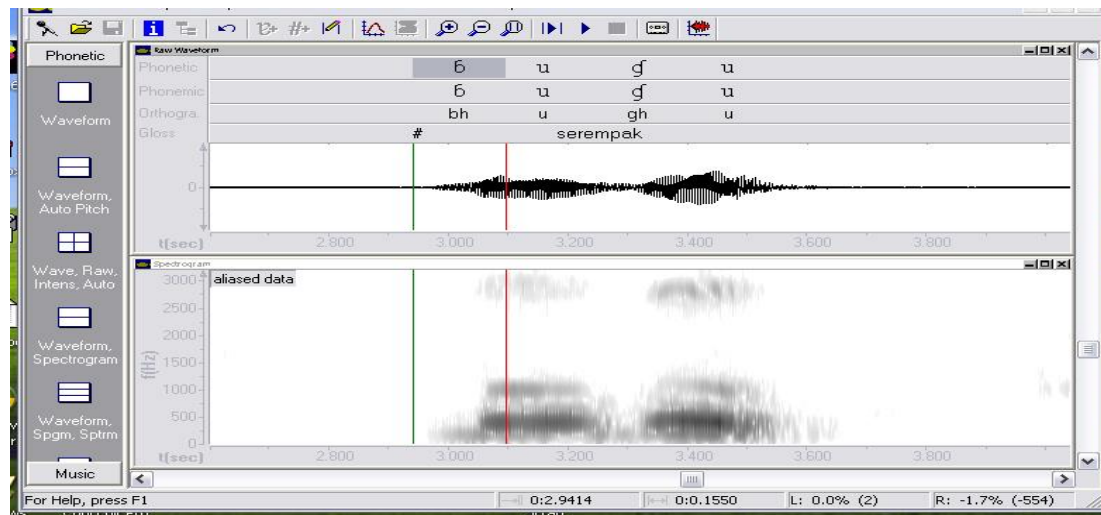 Phonetic
Waveform
Waveform,
Auto Pitch
Wave, Raw,
Intens, Auto
Waveform,
Spectrogram
Waveform,
Spgm, Sptrm
Music
Raw Waveform
Phonetic ɓ u ɠ u
Phonemic ɓ u ɠ u
Orthogra. bh u gh u
Gloss # serempak
0
t(sec) 2.800 3.000 3.200 3.400 3.600 3.800
Spectrogram
aliased data
f(Hz)
3000
2500
2000
1500
1000
500
0
t(sec) 2.800 3.000 3.200 3.400 3.600 3.800
For Help, press F1 0:2.9414 0:0.1550 L: 0.0% (2) R: -1.7% (-554)